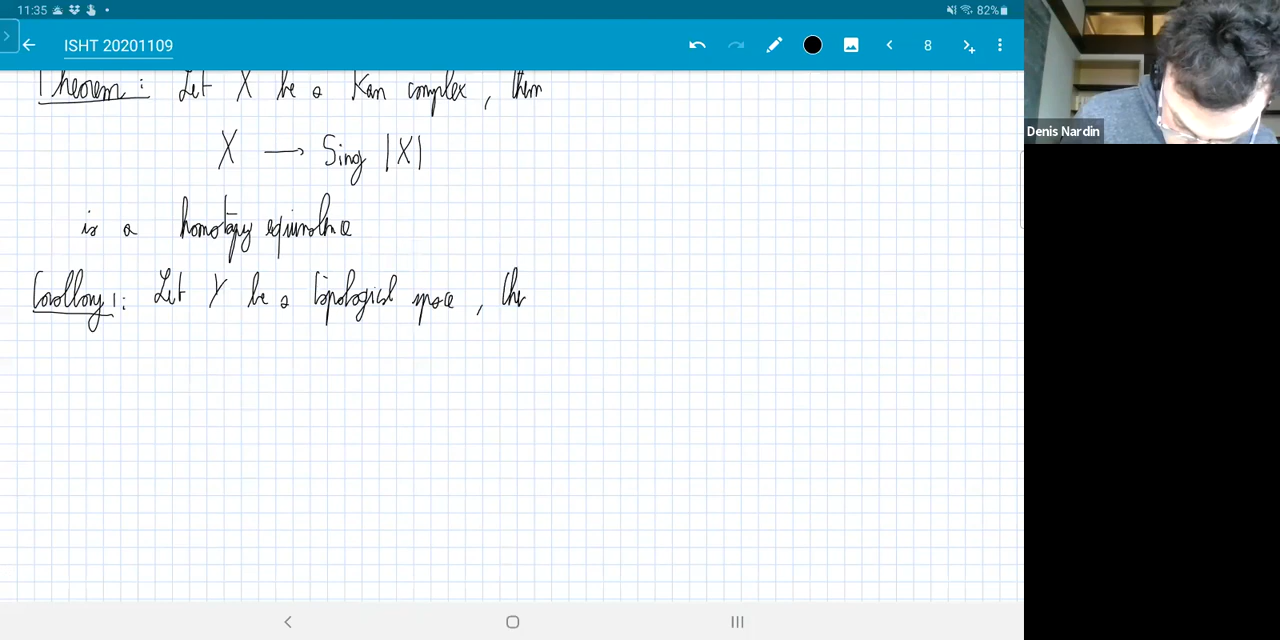 11:35
82%
ISHT 20201109
8
Denis Nardin
Theorem: Let X be a Kan complex, then
X → Sing |X|
is a homotopy equivalence
Corollary 1: Let Y be a topological space, the